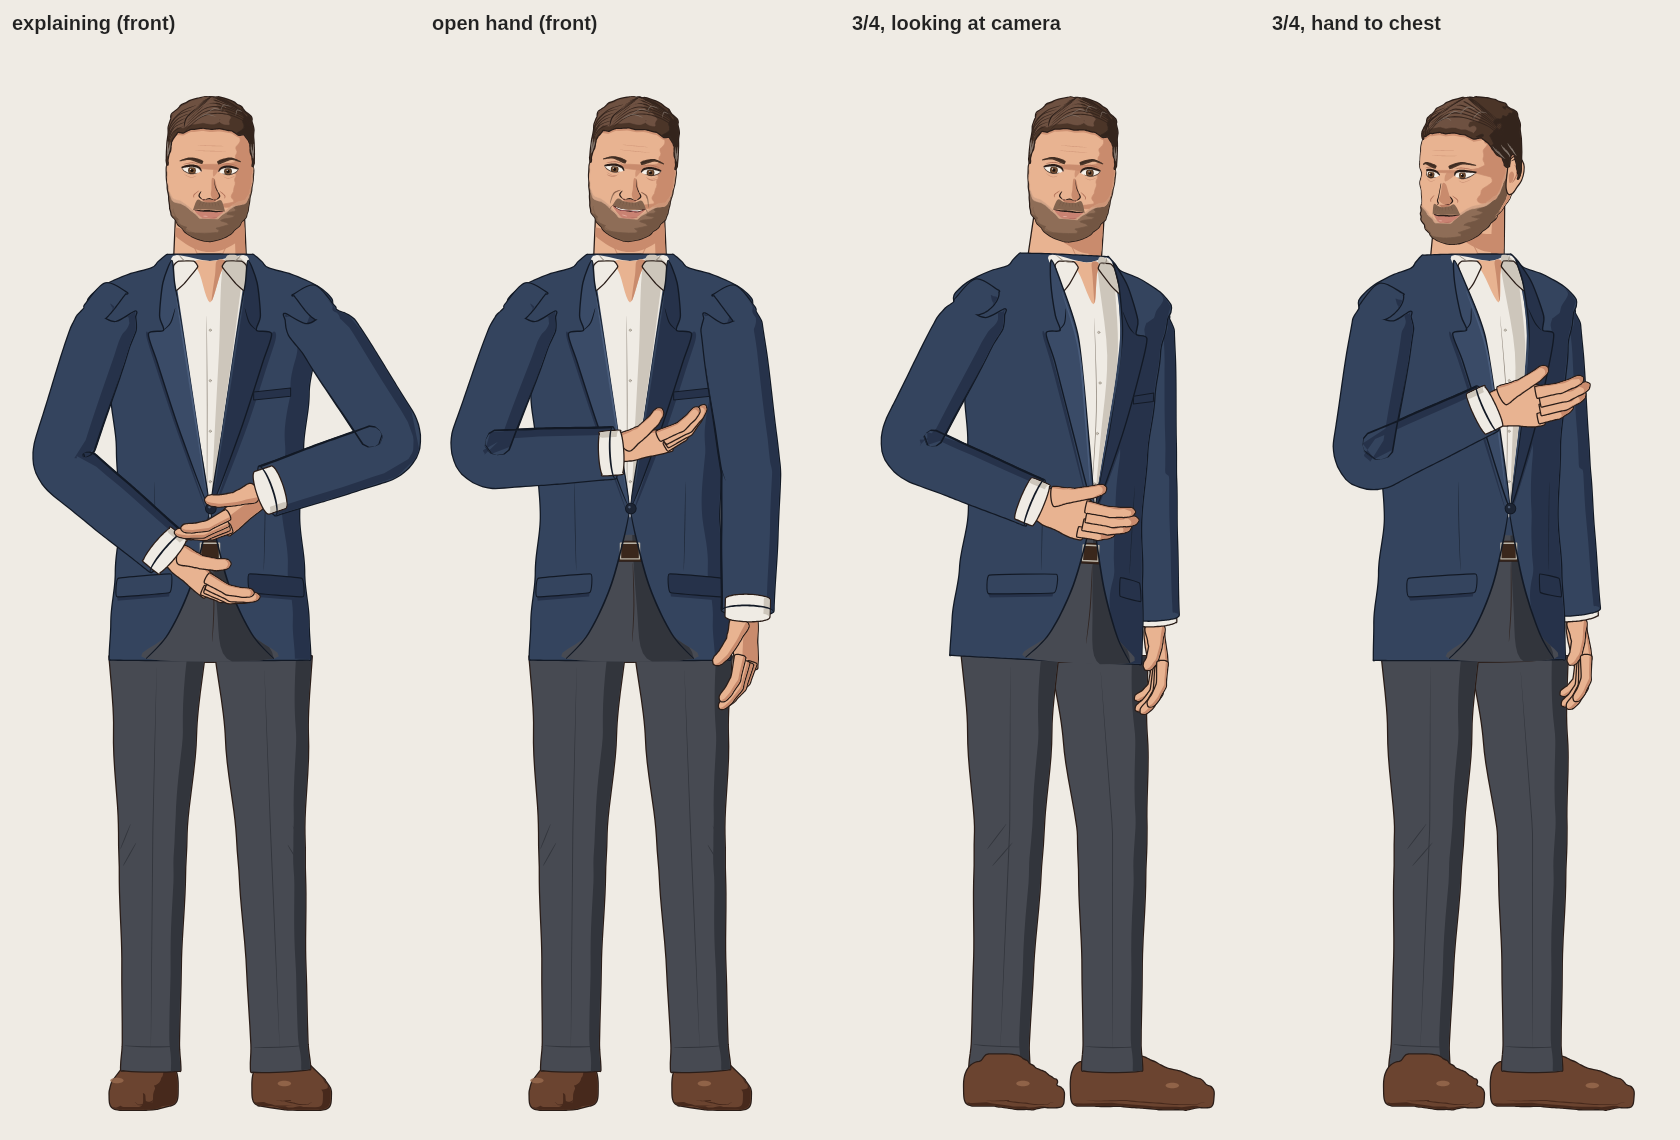 explaining (front)
open hand (front)
3/4, looking at camera
3/4, hand to chest